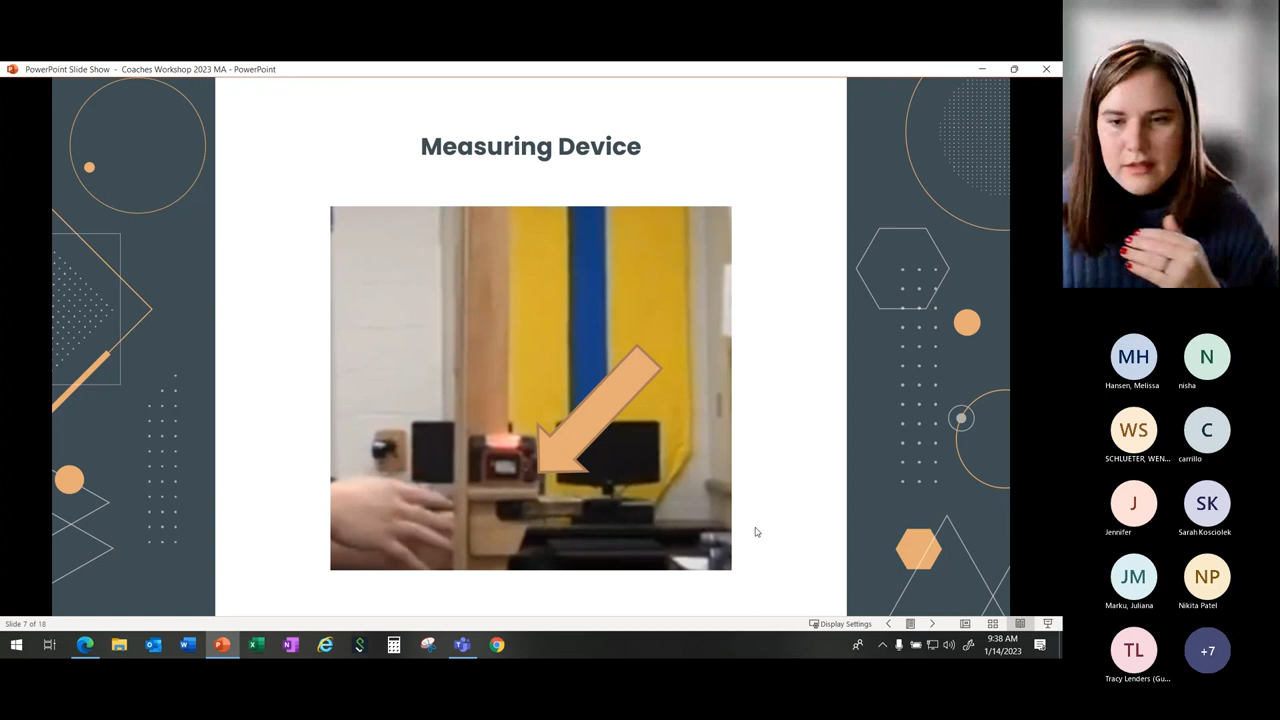 PowerPoint Slide Show - Coaches Workshop 2023 MA - PowerPoint
Measuring Device
MH
N
Hansen, Melissa
nisha
WS
C
SCHLUETER, WEN...
carrillo
J
SK
Jennifer
Sarah Kosciolek
JM
NP
Marku, Juliana
Nikita Patel
TL
+7
Tracy Lenders (Gu...
Slide 7 of 18
Display Settings
9:38 AM
1/14/2023